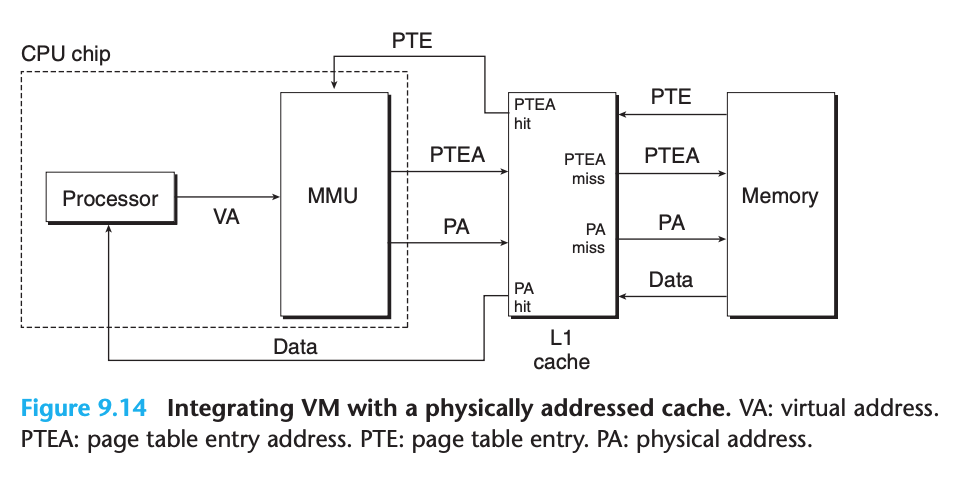 PTE
CPU chip
PTEA
hit
PTE
PTEA
PTEA
miss
PTEA
Processor
VA
MMU
Memory
PA
PA
miss
PA
Data
PA
hit
Data
L1
cache
Figure 9.14 Integrating VM with a physically addressed cache. VA: virtual address.
PTEA: page table entry address. PTE: page table entry. PA: physical address.